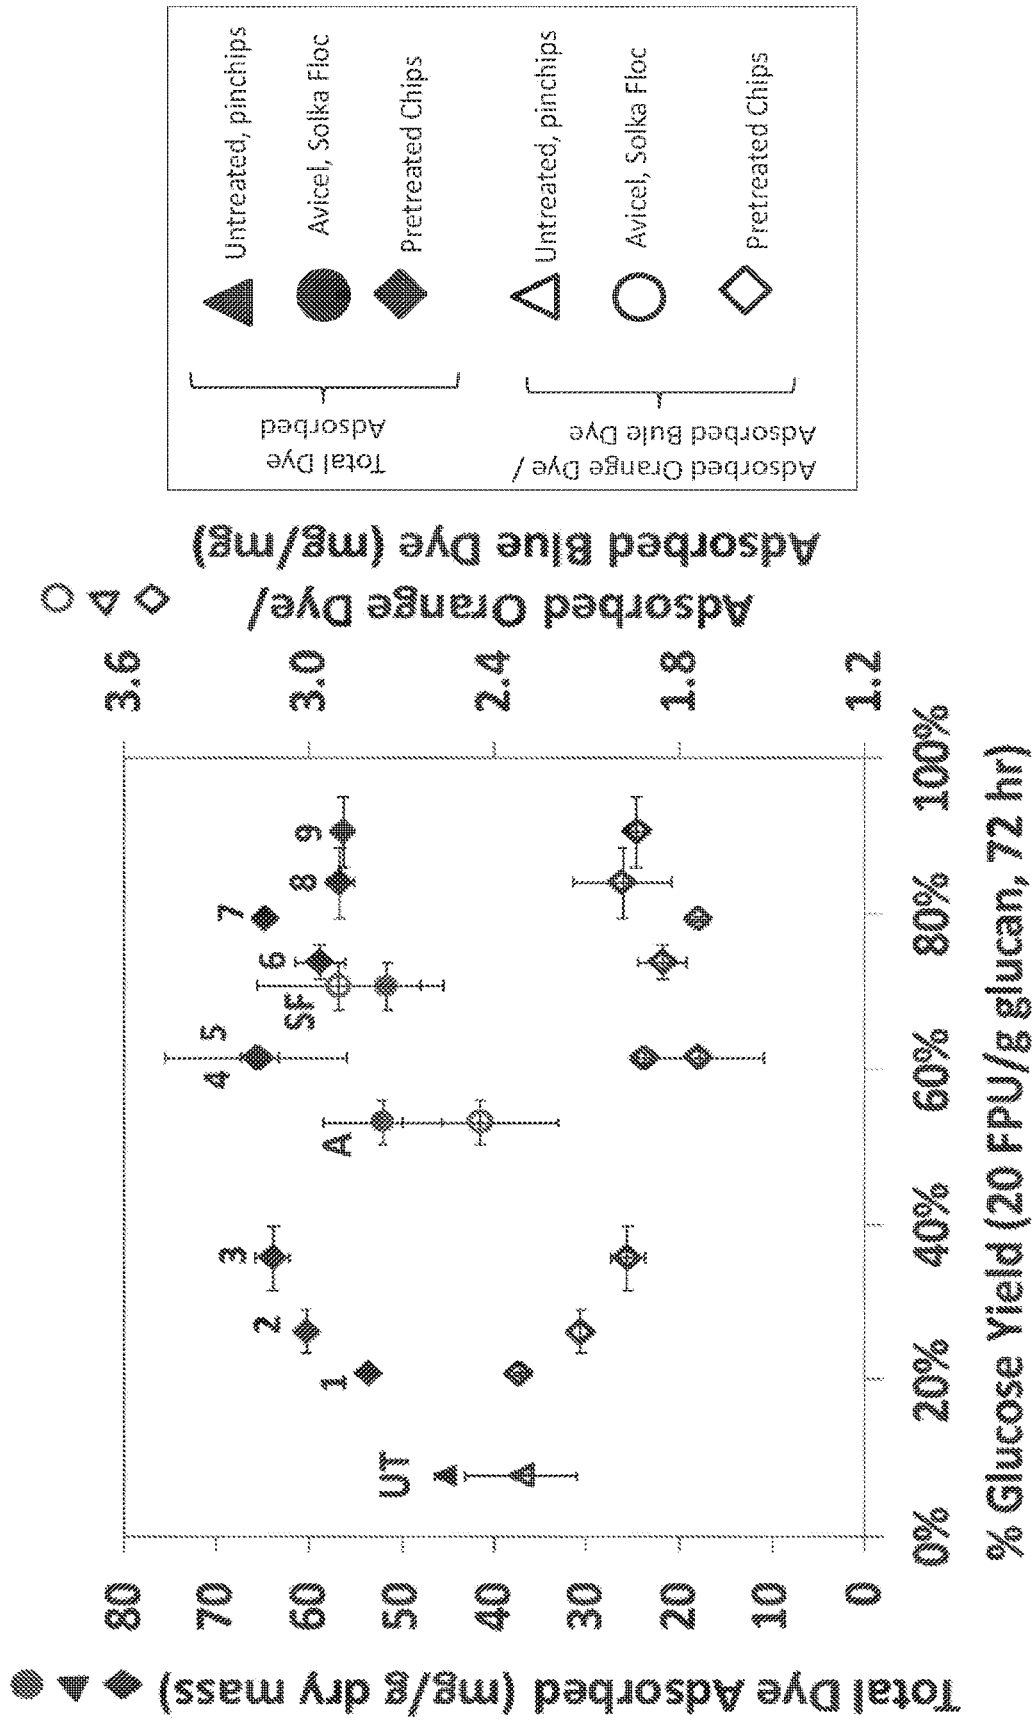 Total Dye Adsorbed (mg/g dry mass)
80
70
60
50
40
30
20
10
0
UT
1
2
3
A
4
5
SF
6
7
8
9
0%
20%
40%
60%
80%
100%
% Glucose Yield (20 FPU/g glucan, 72 hr)
3.6
3.0
2.4
1.8
1.2
Adsorbed Orange Dye/
Adsorbed Blue Dye (mg/mg)
Total Dye
Adsorbed
Untreated, pinchips
Avicel, Solka Floc
Pretreated Chips
Adsorbed Orange Dye /
Adsorbed Bule Dye
Untreated, pinchips
Avicel, Solka Floc
Pretreated Chips